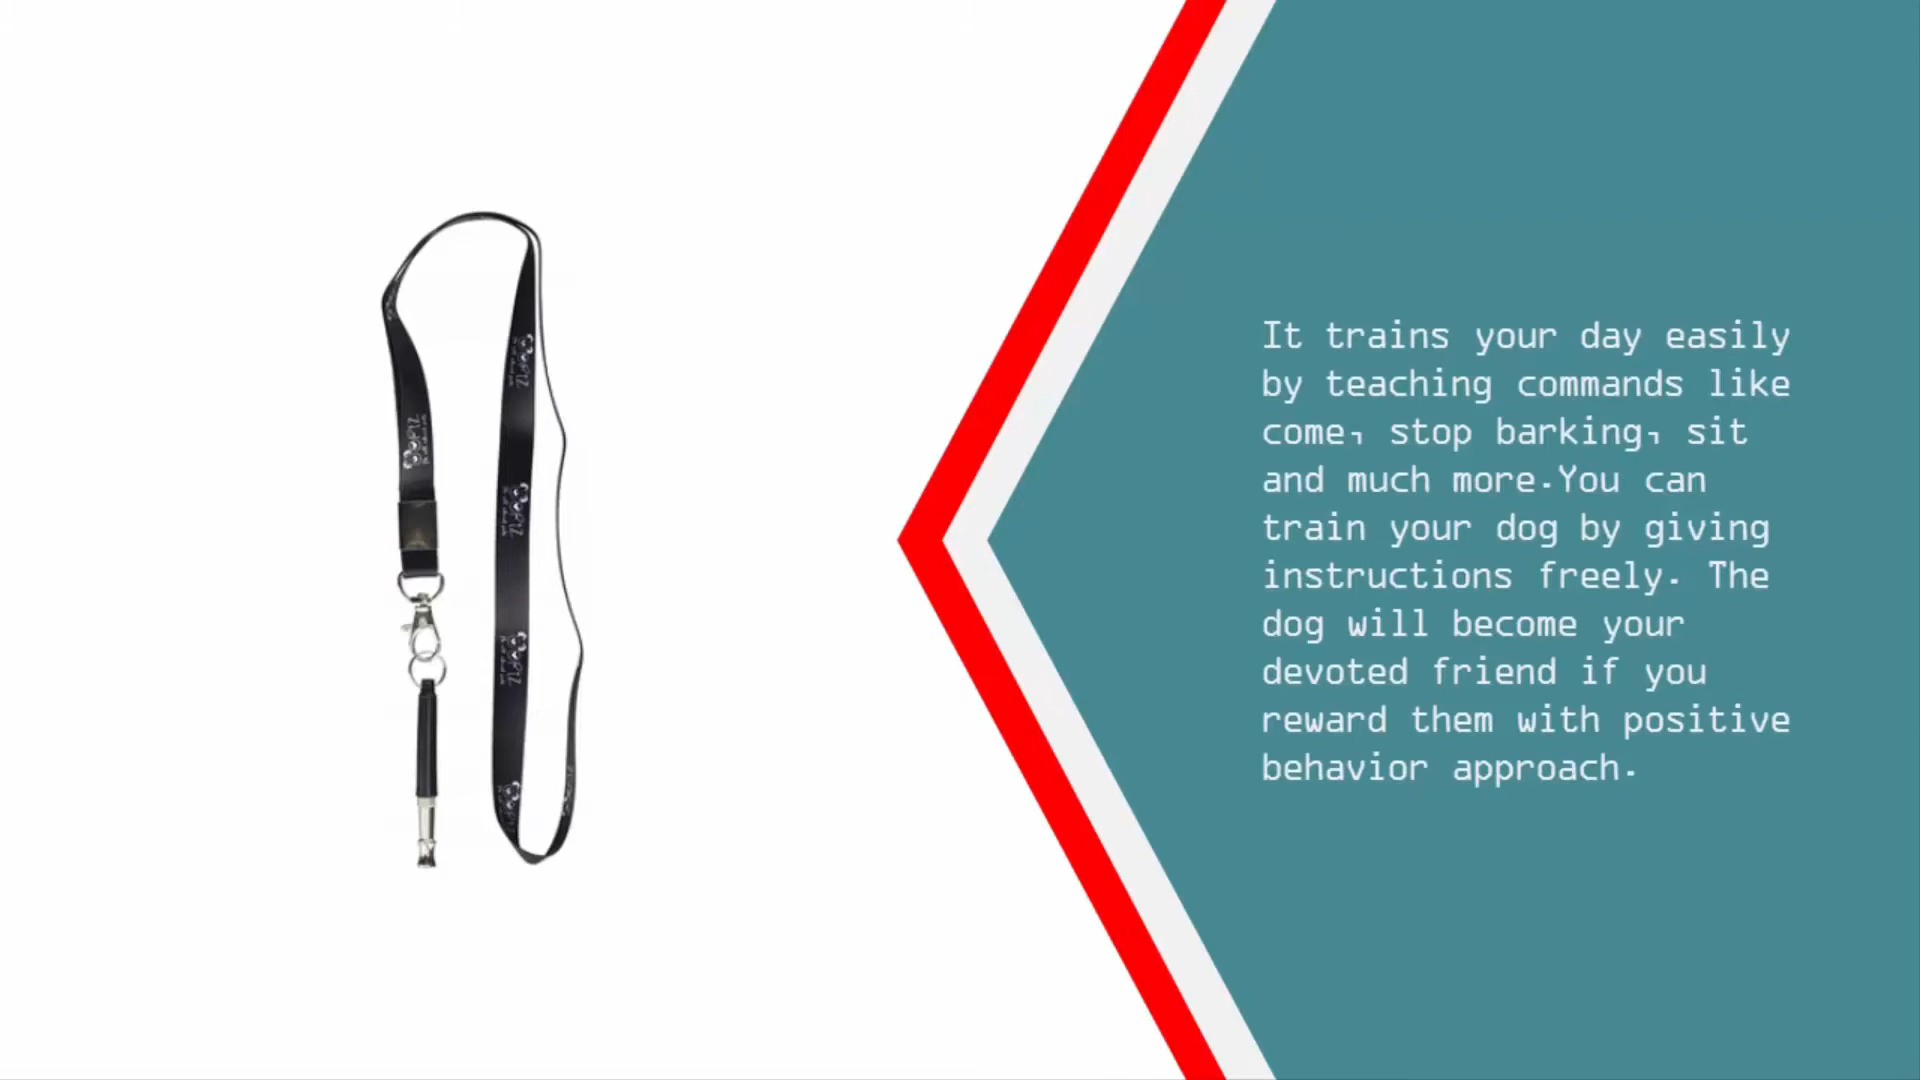 It trains your day easily
by teaching commands like
come, stop barking, sit
and much more.You can
train your dog by giving
instructions freely. The
dog will become your
devoted friend if you
reward them with positive
behavior approach.